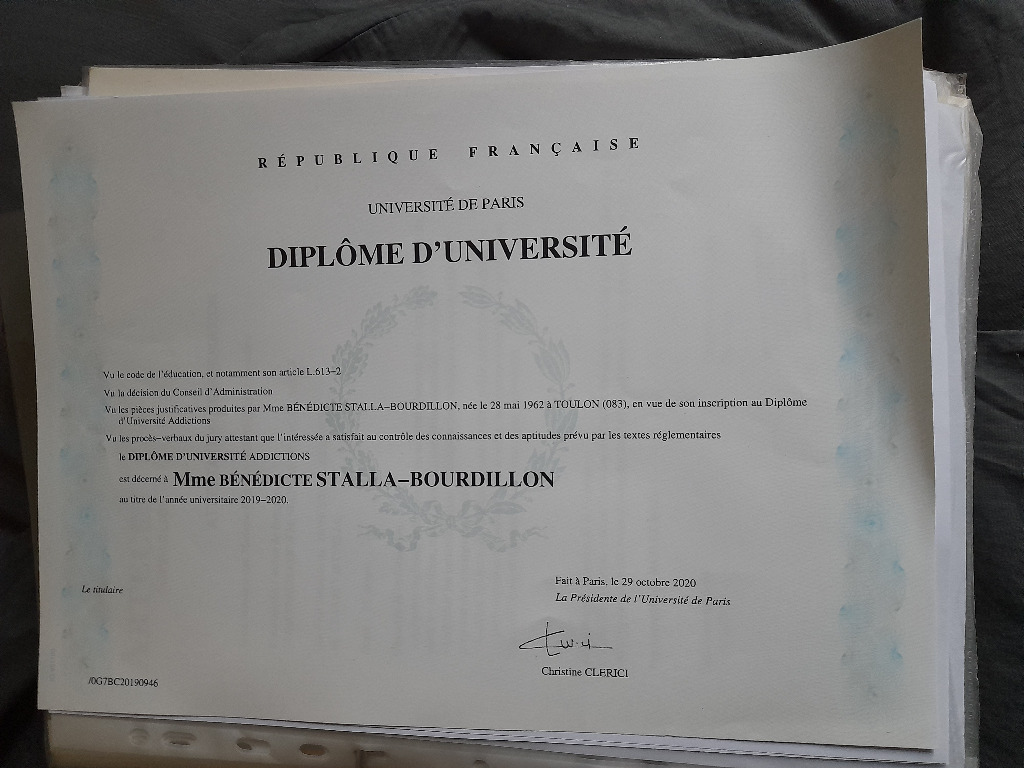 RÉPUBLIQUE FRANÇAISE
UNIVERSITÉ DE PARIS
DIPLÔME D'UNIVERSITÉ
Vu le code de l'éducation, et notamment son article L.613-2
Vu la décision du Conseil d'Administration
Vu les pièces justificatives produites par Mme BÉNÉDICTE STALLA-BOURDILLON, née le 28 mai 1962 à TOULON (083), en vue de son inscription au Diplôme
d'Université Addictions
Vu les procès-verbaux du jury attestant que l'intéressée a satisfait au contrôle des connaissances et des aptitudes prévu par les textes réglementaires
le DIPLÔME D'UNIVERSITÉ ADDICTIONS
est décerné à Mme BÉNÉDICTE STALLA-BOURDILLON
au titre de l'année universitaire 2019-2020.
Fait à Paris, le 29 octobre 2020
Le titulaire
La Présidente de l'Université de Paris
Christine CLERICI
/0G7BC20190946